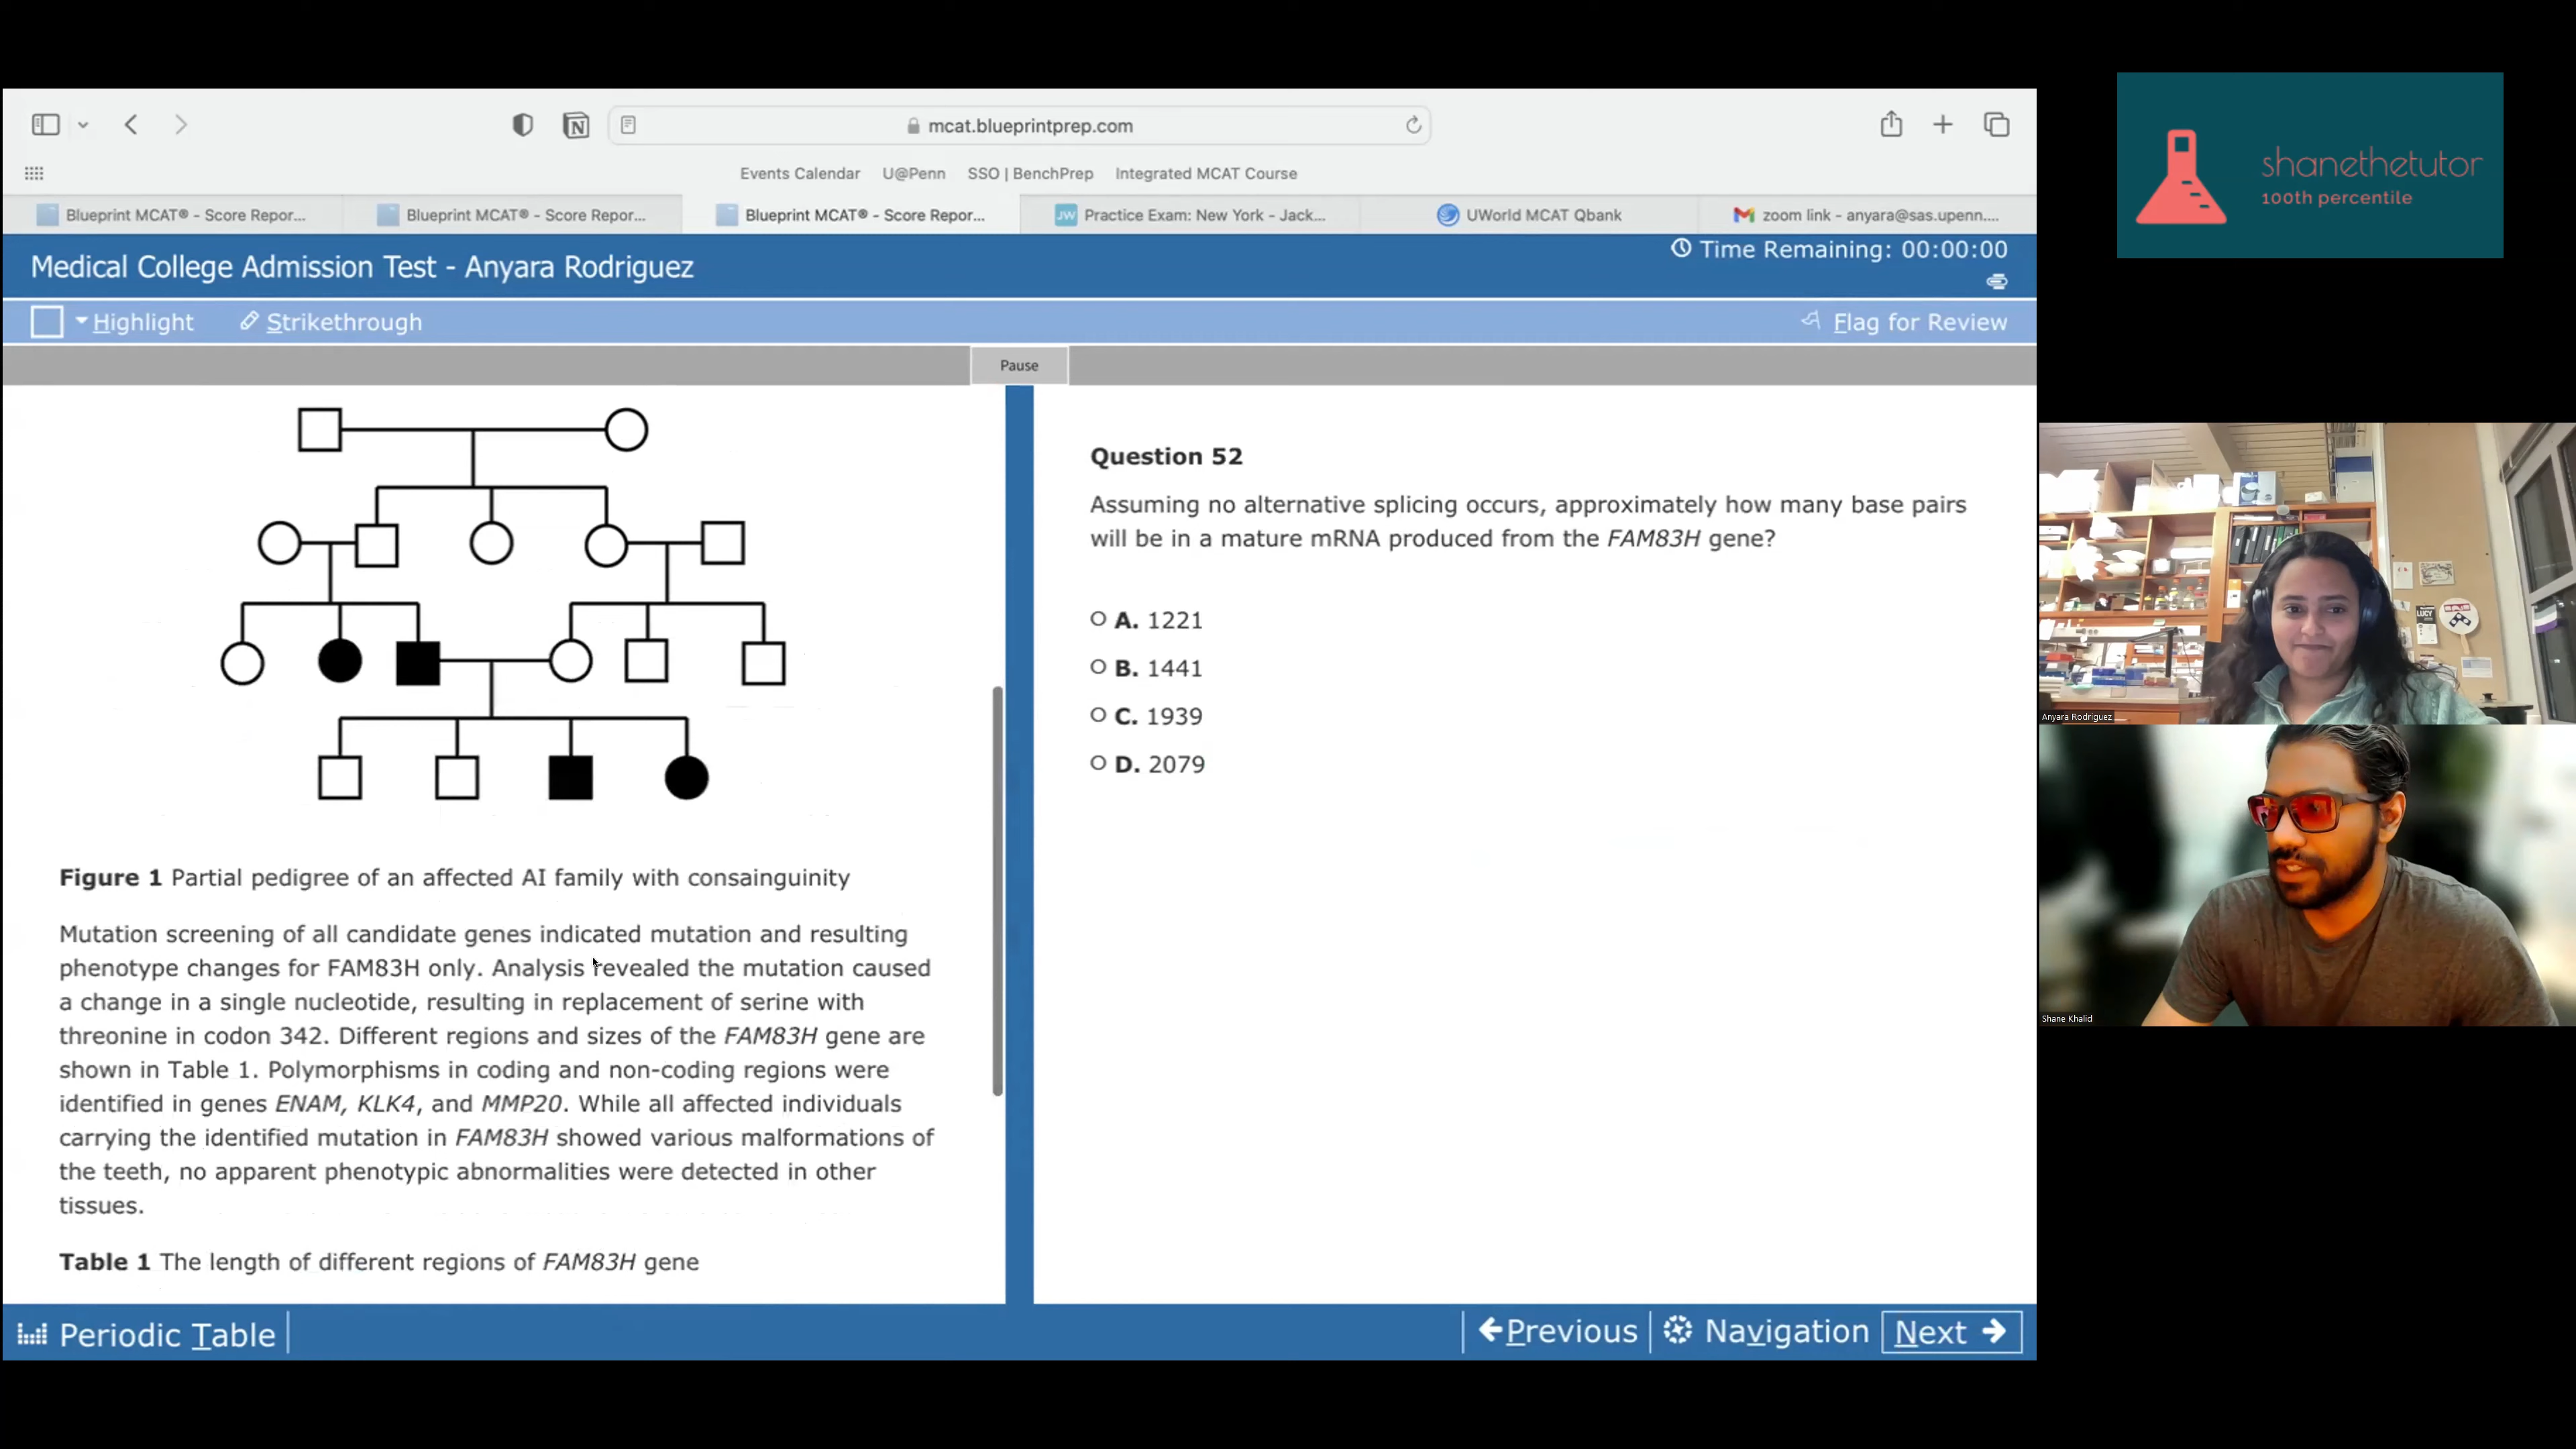 mcat.blueprintprep.com
Events Calendar U@Penn SSO | BenchPrep Integrated MCAT Course
Blueprint MCAT® - Score Repor... Blueprint MCAT® - Score Repor... Blueprint MCAT® - Score Repor... JW Practice Exam: New York - Jack... UWorld MCAT Qbank zoom link - anyara@sas.upenn....
Medical College Admission Test - Anyara Rodriguez
Time Remaining: 00:00:00
Highlight Strikethrough Flag for Review
Pause
Figure 1 Partial pedigree of an affected AI family with consainguinity
Mutation screening of all candidate genes indicated mutation and resulting
phenotype changes for FAM83H only. Analysis revealed the mutation caused
a change in a single nucleotide, resulting in replacement of serine with
threonine in codon 342. Different regions and sizes of the FAM83H gene are
shown in Table 1. Polymorphisms in coding and non-coding regions were
identified in genes ENAM, KLK4, and MMP20. While all affected individuals
carrying the identified mutation in FAM83H showed various malformations of
the teeth, no apparent phenotypic abnormalities were detected in other
tissues.
Table 1 The length of different regions of FAM83H gene
Question 52
Assuming no alternative splicing occurs, approximately how many base pairs
will be in a mature mRNA produced from the FAM83H gene?
A. 1221
B. 1441
C. 1939
D. 2079
Periodic Table Previous Navigation Next
shanethetutor
100th percentile
LUCY
Anyara Rodriguez
Shane Khalid